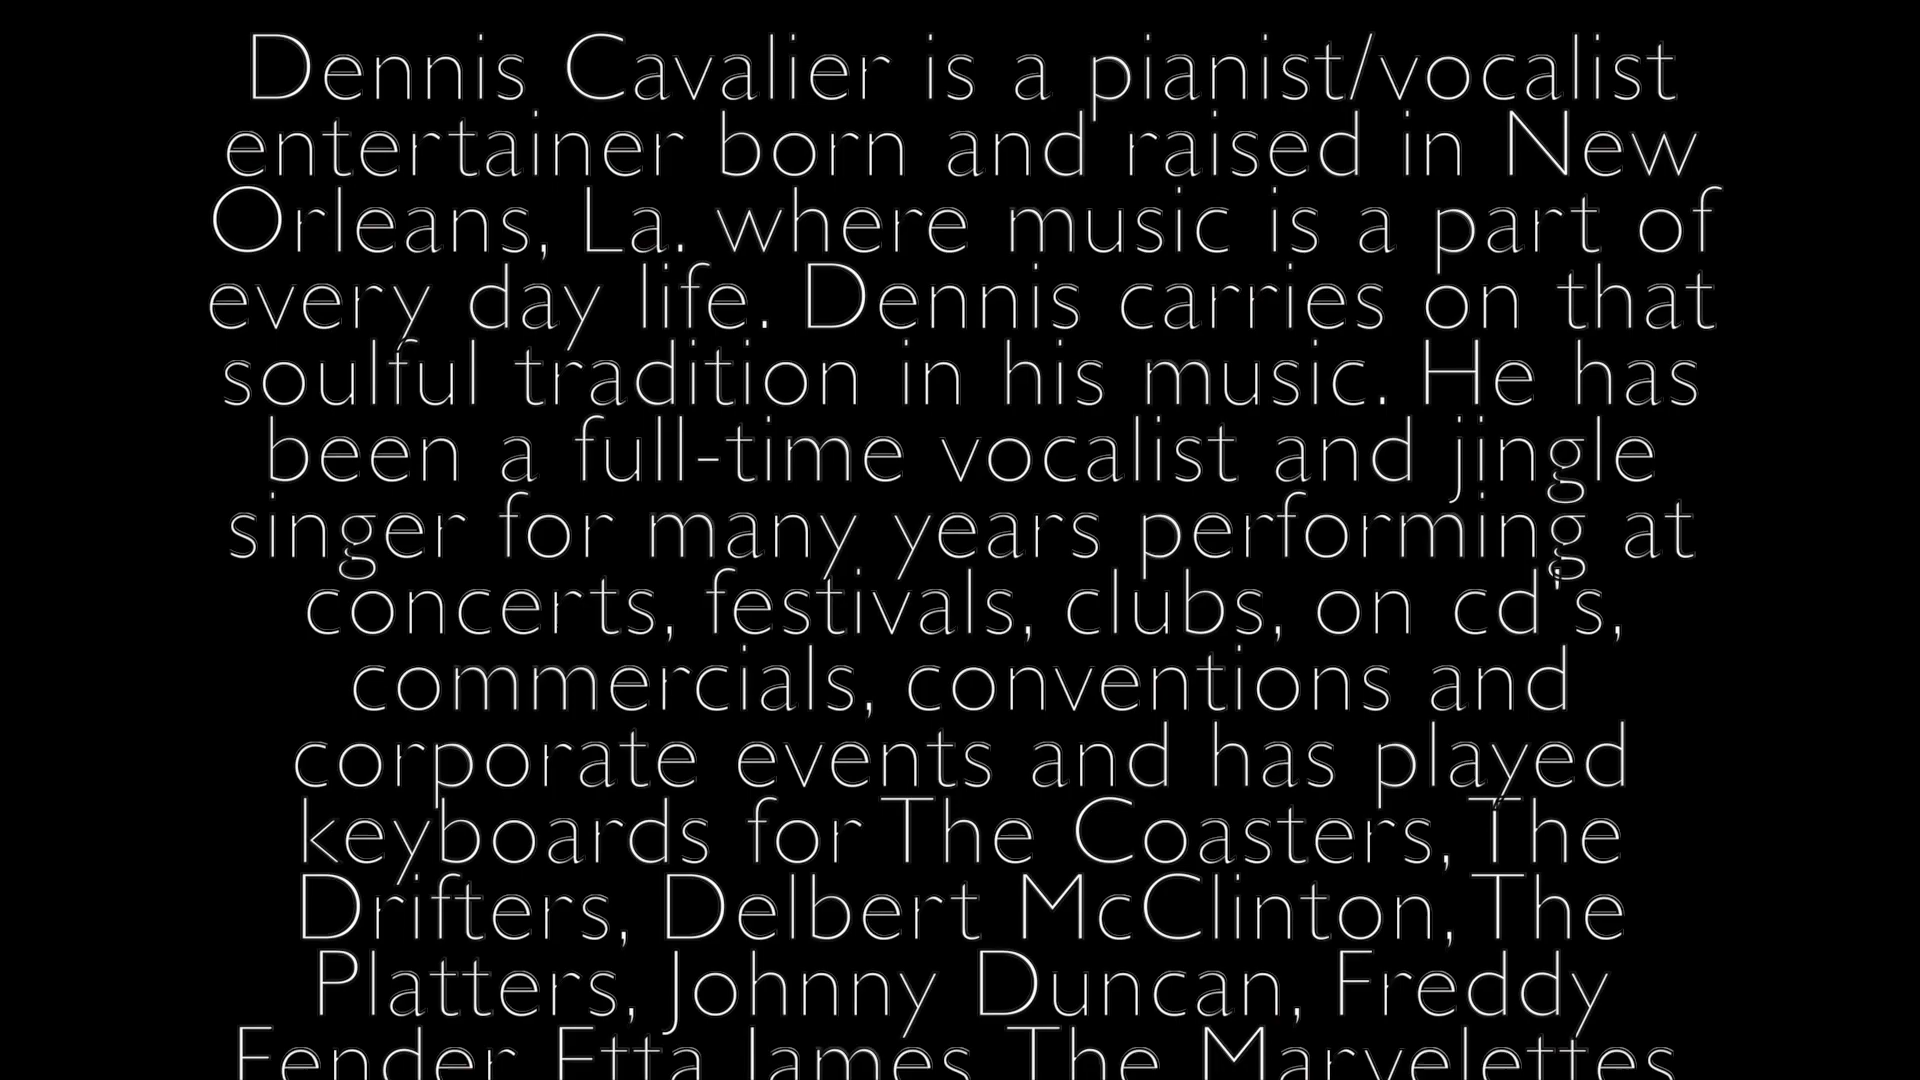 Dennis Cavalier is a pianist/vocalist
entertainer born and raised in New
Orleans, La. where music is a part of
every day life. Dennis carries on that
soulful tradition in his music. He has
been a full-time vocalist and jingle
singer for many years performing at
concerts, festivals, clubs, on cd's,
commercials, conventions and
corporate events and has played
keyboards for The Coasters, The
Drifters, Delbert McClinton, The
Platters, Johnny Duncan, Freddy
Fender Etta James The Marvelettes